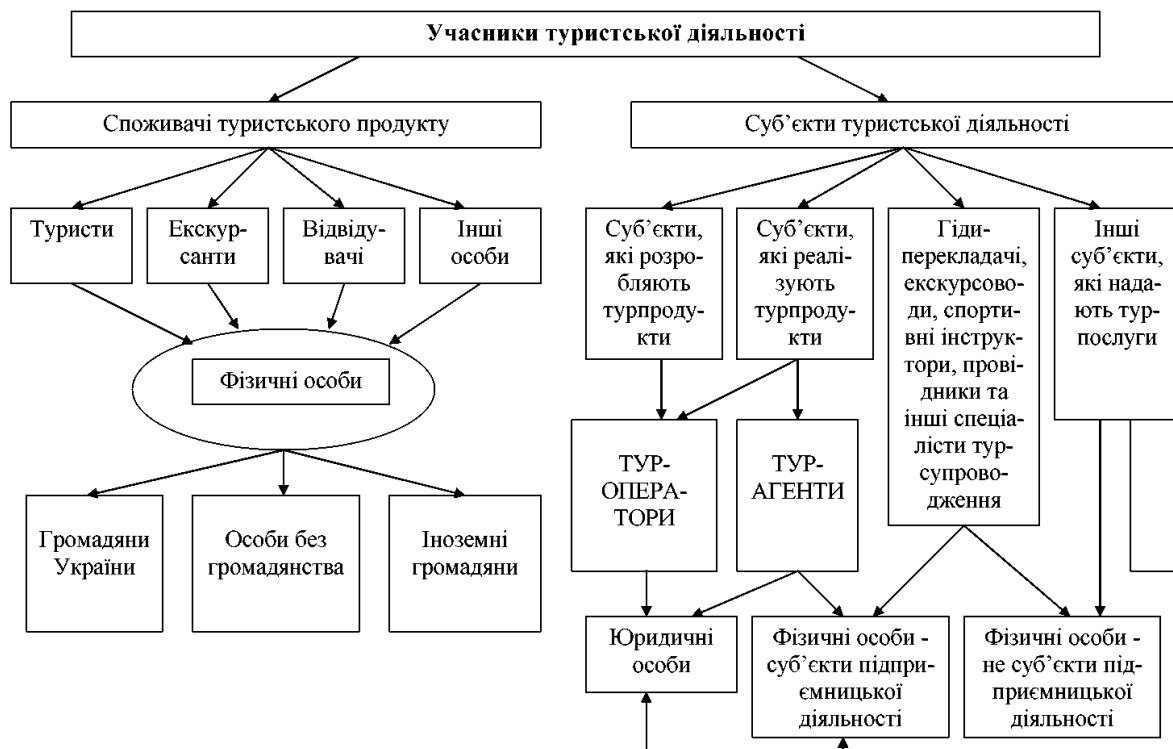 Учасники туристської діяльності
Споживачі туристського продукту
Суб’єкти туристської діяльності
Туристи
Екскур-
санти
Відвіду-
вачі
Інші
особи
Суб’єкти,
які розро-
бляють
турпроду-
кти
Суб’єкти,
які реалі-
зують
турпроду-
кти
Гіди-
перекладачі,
екскурсово-
ди, спорти-
вні інструк-
тори, прові-
дники та
інші спеціа-
лісти тур-
супрово-
дження
Інші
суб’єкти,
які нада-
ють тур-
послуги
Фізичні особи
ТУР-
ОПЕРА-
ТОРИ
ТУР-
АГЕНТИ
Громадяни
України
Особи без
громадянства
Іноземні
громадяни
Юридичні
особи
Фізичні особи -
суб’єкти підпри-
ємницької
діяльності
Фізичні особи -
не суб’єкти під-
приємницької
діяльності